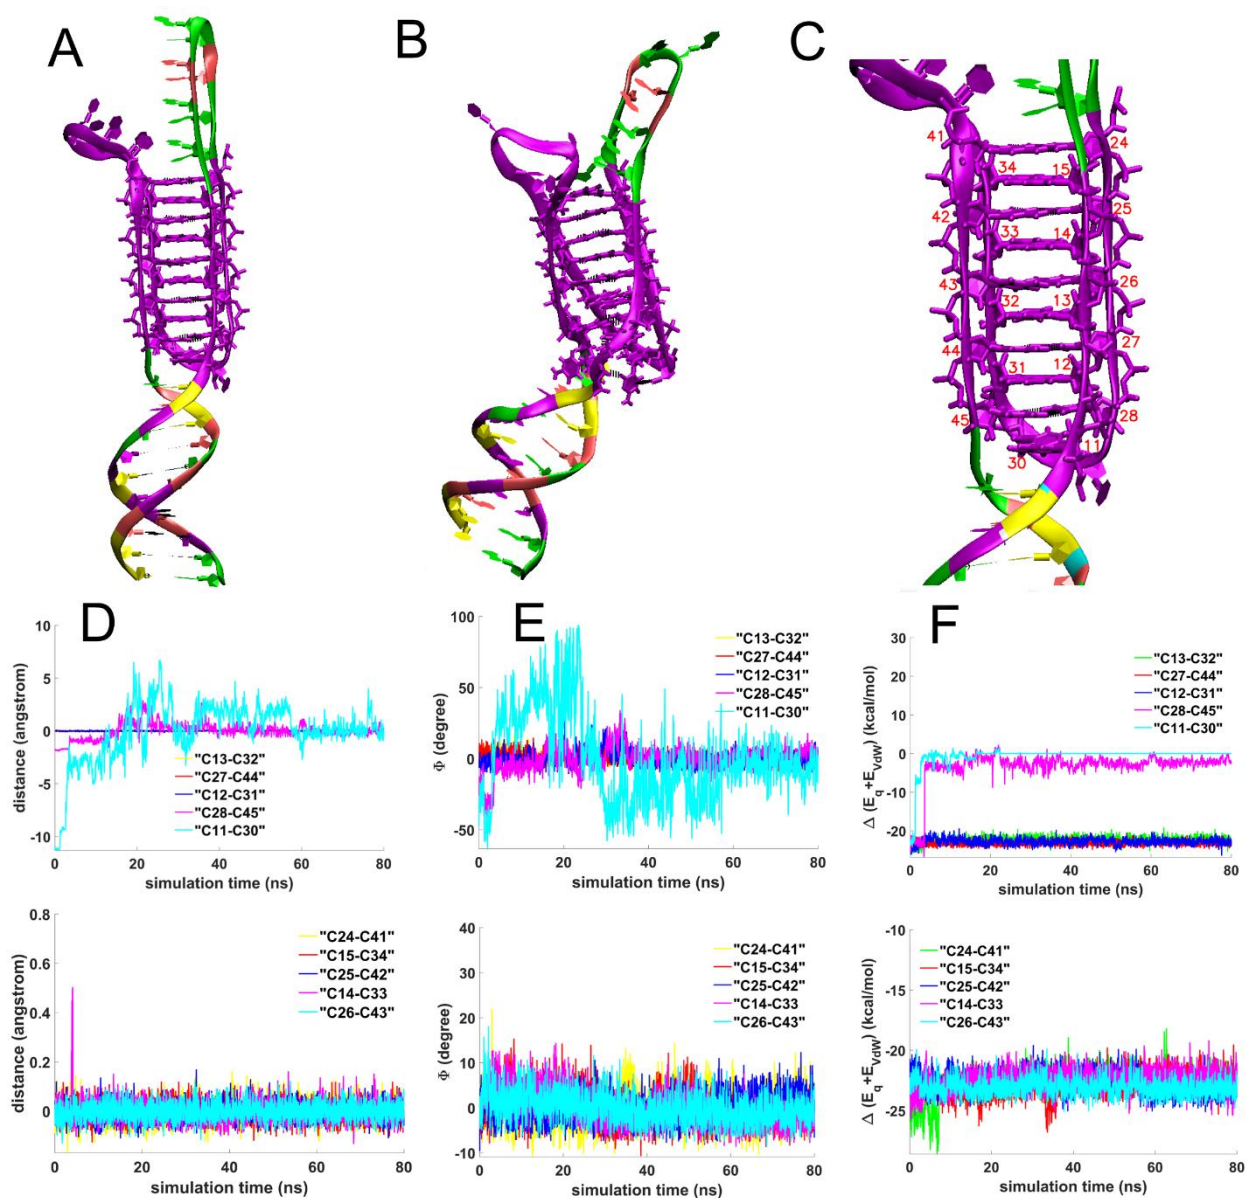 A
B
C
41
24
34
15
42
25
33
14
43
26
32
13
44
27
31
12
45
28
11
30
D
distance (angstrom)
10
5
0
-5
-10
"C13-C32"
"C27-C44"
"C12-C31"
"C28-C45"
"C11-C30"
0
20
40
60
80
simulation time (ns)
E
Φ (degree)
100
50
0
-50
"C13-C32"
"C27-C44"
"C12-C31"
"C28-C45"
"C11-C30"
0
20
40
60
80
simulation time (ns)
F
Δ (Eq+EVdW) (kcal/mol)
30
20
10
0
-10
-20
"C13-C32"
"C27-C44"
"C12-C31"
"C28-C45"
"C11-C30"
0
20
40
60
80
simulation time (ns)
distance (angstrom)
0.8
0.6
0.4
0.2
0
"C24-C41"
"C15-C34"
"C25-C42"
"C14-C33
"C26-C43"
0
20
40
60
80
simulation time (ns)
Φ (degree)
40
30
20
10
0
-10
"C24-C41"
"C15-C34"
"C25-C42"
"C14-C33
"C26-C43"
0
20
40
60
80
simulation time (ns)
Δ (Eq+EVdW) (kcal/mol)
-10
-15
-20
-25
"C24-C41"
"C15-C34"
"C25-C42"
"C14-C33
"C26-C43"
0
20
40
60
80
simulation time (ns)